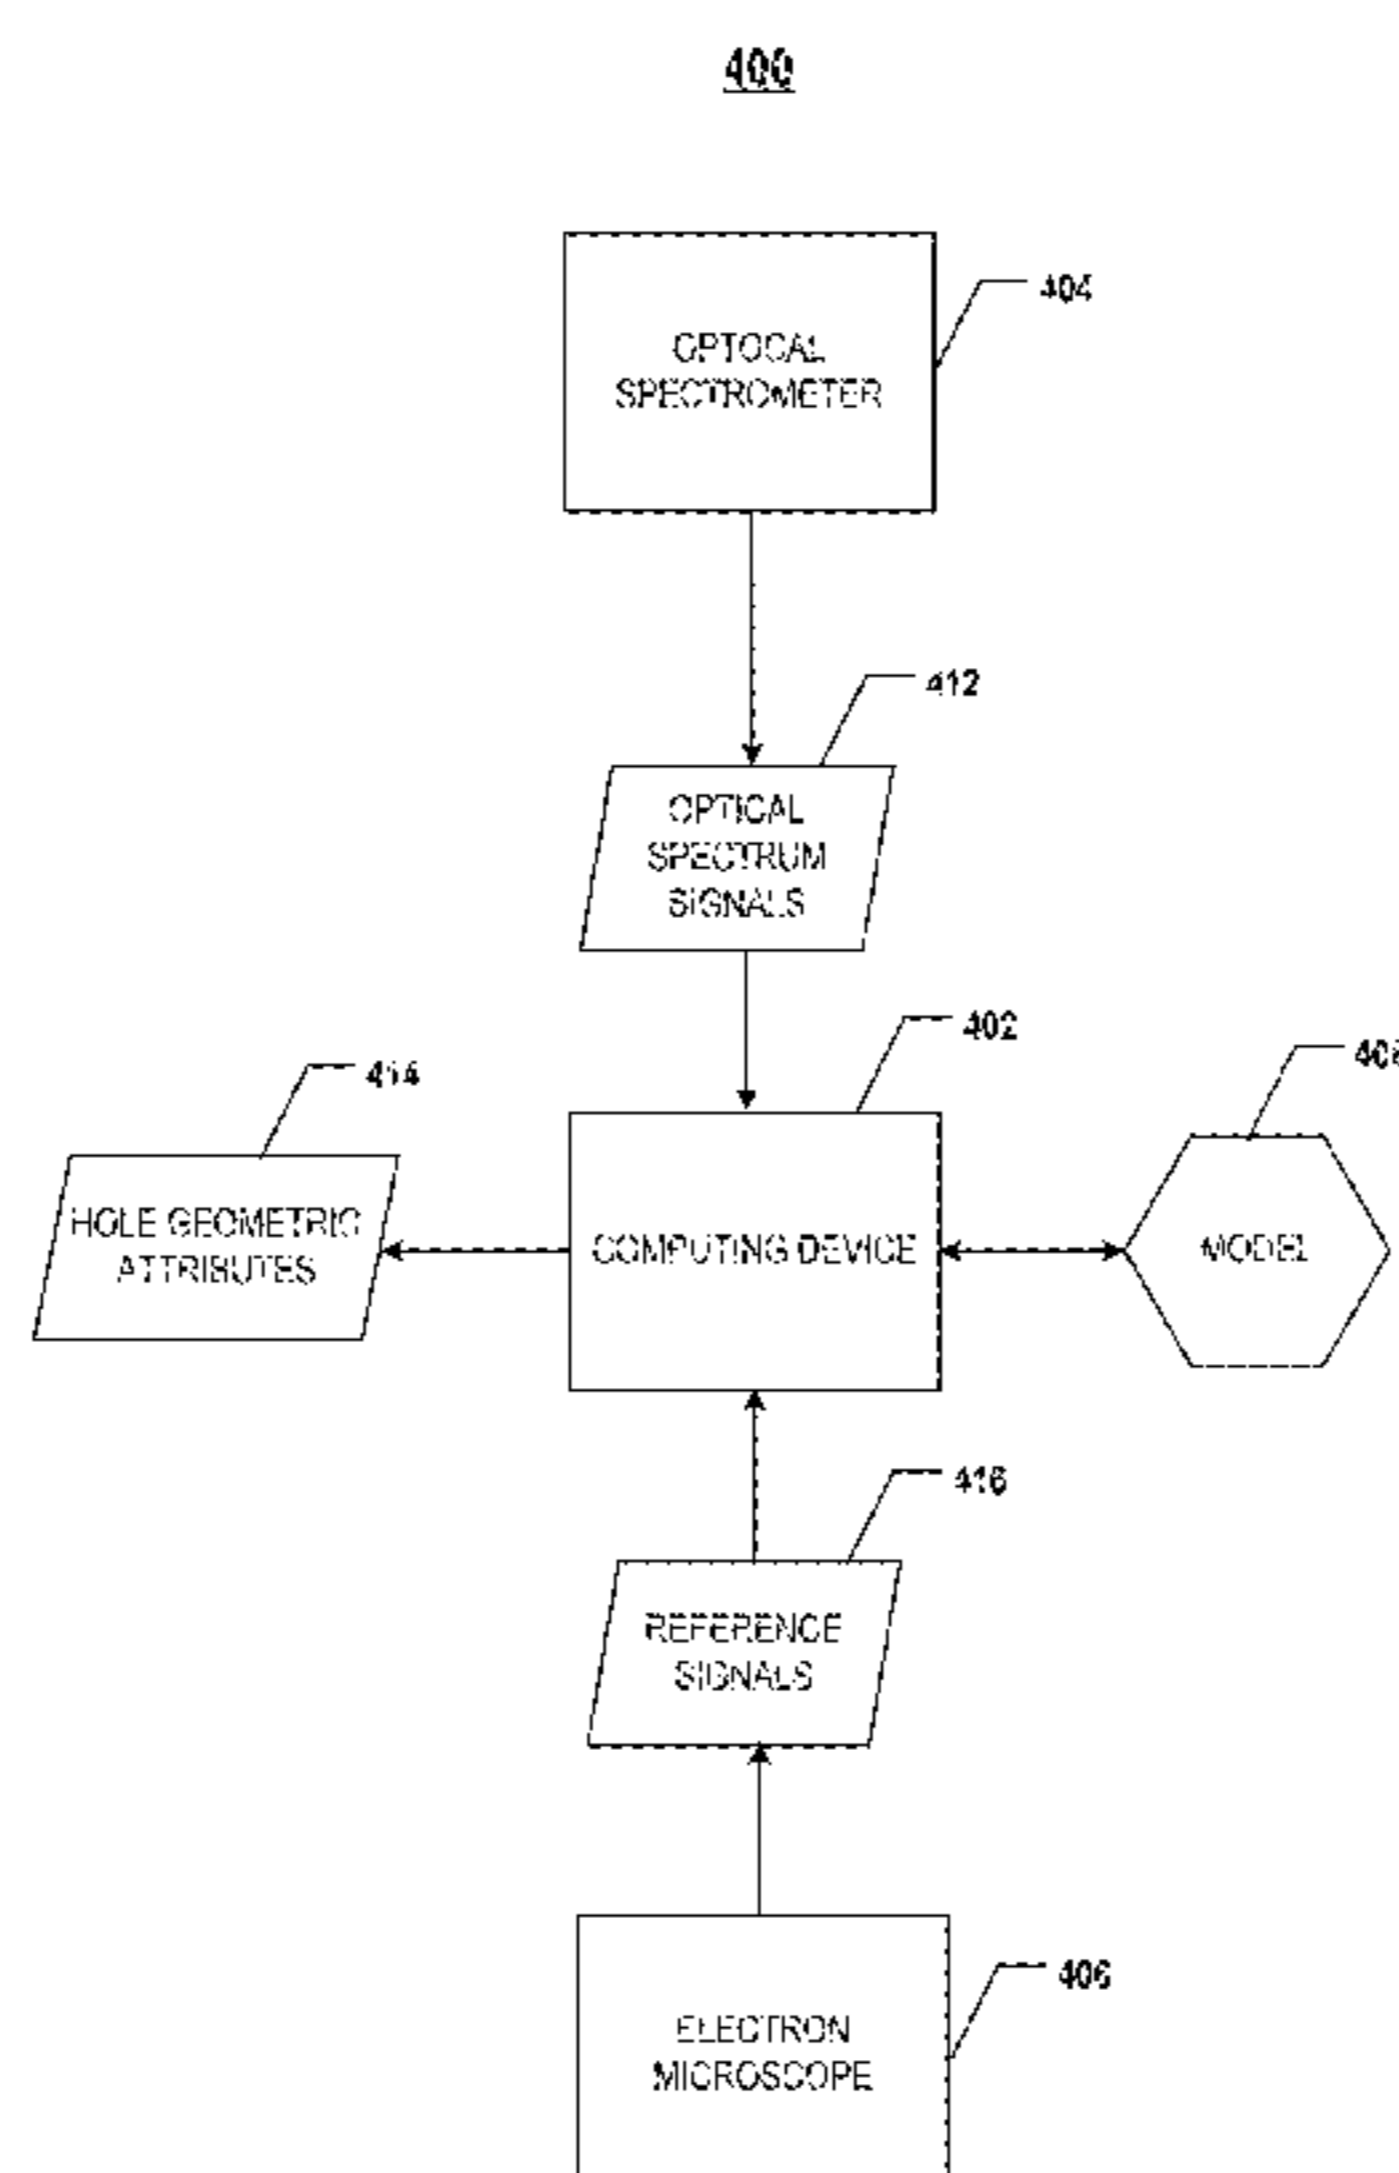 400
404
OPTOCAL
SPECTROMETER
412
OPTICAL
SPECTRUM
SIGNALS
402
414
HOLE GEOMETRIC
ATTRIBUTES
COMPUTING DEVICE
MODEL
416
REFERENCE
SIGNALS
406
ELECTRON
MICROSCOPE